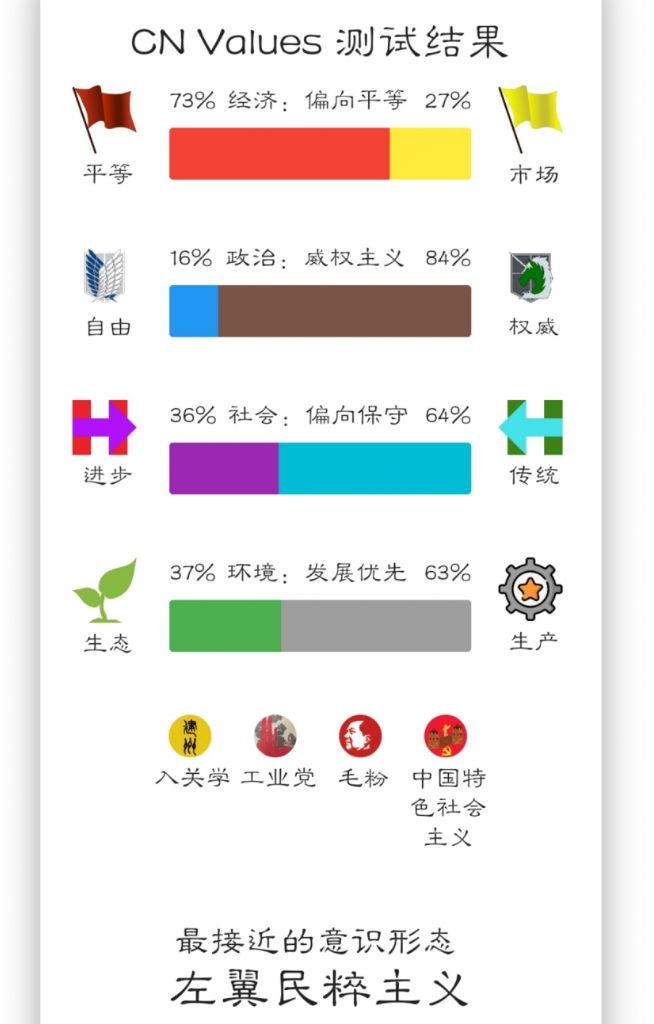 CN Values 测试结果
73% 经济：偏向平等 27%
平等
市场
16% 政治：威权主义 84%
自由
权威
36% 社会：偏向保守 64%
进步
传统
37% 环境：发展优先 63%
生态
生产
建州
入关学
工业党
毛粉
中国特
色社会
主义
最接近的意识形态
左翼民粹主义